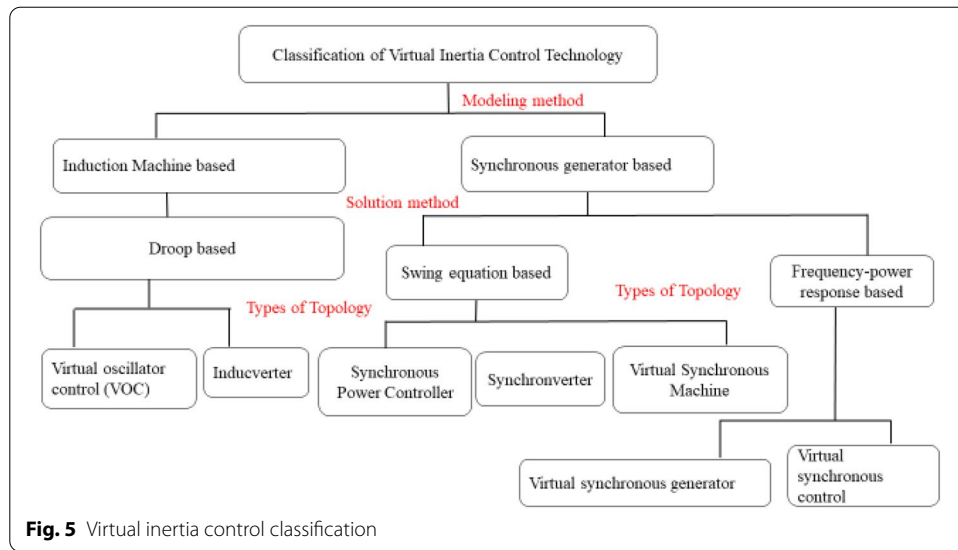 Classification of Virtual Inertia Control Technology
Modeling method
Induction Machine based
Synchronous generator based
Solution method
Droop based
Swing equation based
Frequency-power
response based
Types of Topology
Types of Topology
Virtual oscillator
control (VOC)
Inducverter
Synchronous
Power Controller
Synchronverter
Virtual Synchronous
Machine
Virtual synchronous generator
Virtual
synchronous
control
Fig. 5 Virtual inertia control classification